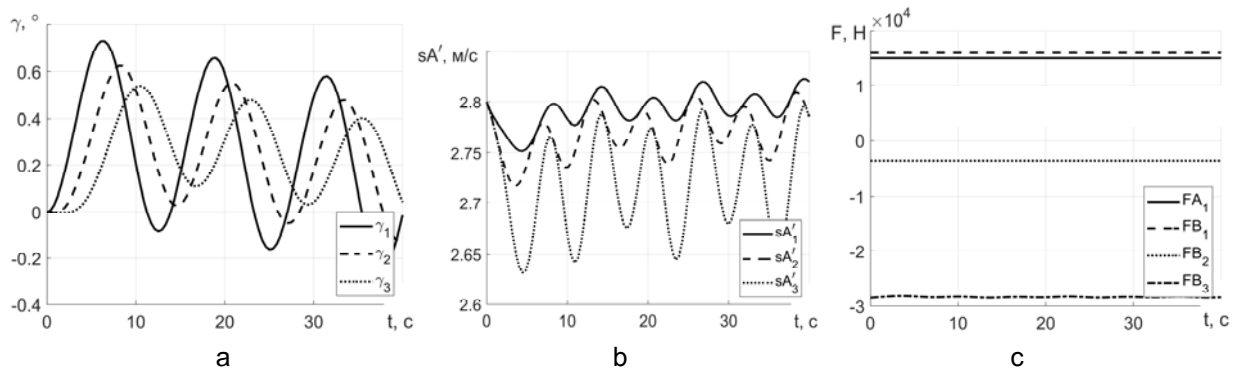 γ, °
0.6
0.4
0.2
0
-0.2
-0.4
0 10 20 30
t, с
γ1
γ2
γ3
a
sA′, м/с
2.8
2.75
2.7
2.65
2.6
0 10 20 30
t, с
sA′1
sA′2
sA′3
b
F, Н
×10^4
1
0
-1
-2
-3
0 10 20 30
t, с
FA1
FB1
FB2
FB3
c